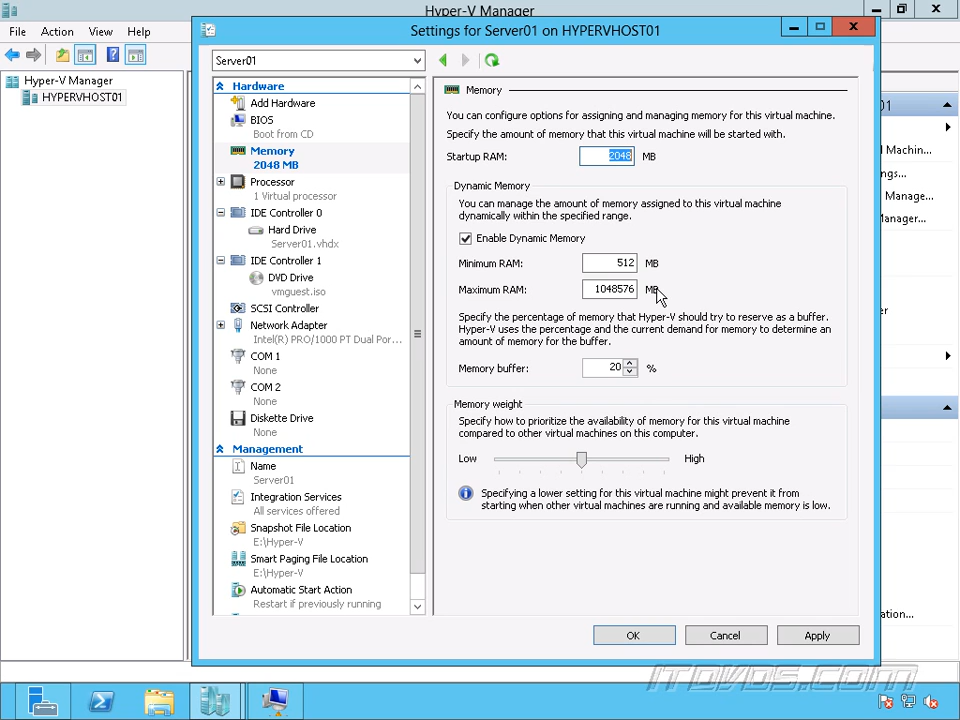 Hyper-V Manager
File Action View Help
Hyper-V Manager
HYPERVHOST01
Settings for Server01 on HYPERVHOST01
Server01
Hardware
Add Hardware
BIOS
Boot from CD
Memory
2048 MB
Processor
1 Virtual processor
IDE Controller 0
Hard Drive
Server01.vhdx
IDE Controller 1
DVD Drive
vmguest.iso
SCSI Controller
Network Adapter
Intel(R) PRO/1000 PT Dual Por...
COM 1
None
COM 2
None
Diskette Drive
None
Management
Name
Server01
Integration Services
All services offered
Snapshot File Location
E:\Hyper-V
Smart Paging File Location
E:\Hyper-V
Automatic Start Action
Restart if previously running
Memory
You can configure options for assigning and managing memory for this virtual machine.
Specify the amount of memory that this virtual machine will be started with.
Startup RAM: 2048 MB
Dynamic Memory
You can manage the amount of memory assigned to this virtual machine
dynamically within the specified range.
Enable Dynamic Memory
Minimum RAM: 512 MB
Maximum RAM: 1048576 MB
Specify the percentage of memory that Hyper-V should try to reserve as a buffer.
Hyper-V uses the percentage and the current demand for memory to determine an
amount of memory for the buffer.
Memory buffer: 20 %
Memory weight
Specify how to prioritize the availability of memory for this virtual machine
compared to other virtual machines on this computer.
Low High
Specifying a lower setting for this virtual machine might prevent it from
starting when other virtual machines are running and available memory is low.
OK Cancel Apply
01
l Machin...
ngs...
Manage...
anager...
er
ation...
ITDVDS.COM